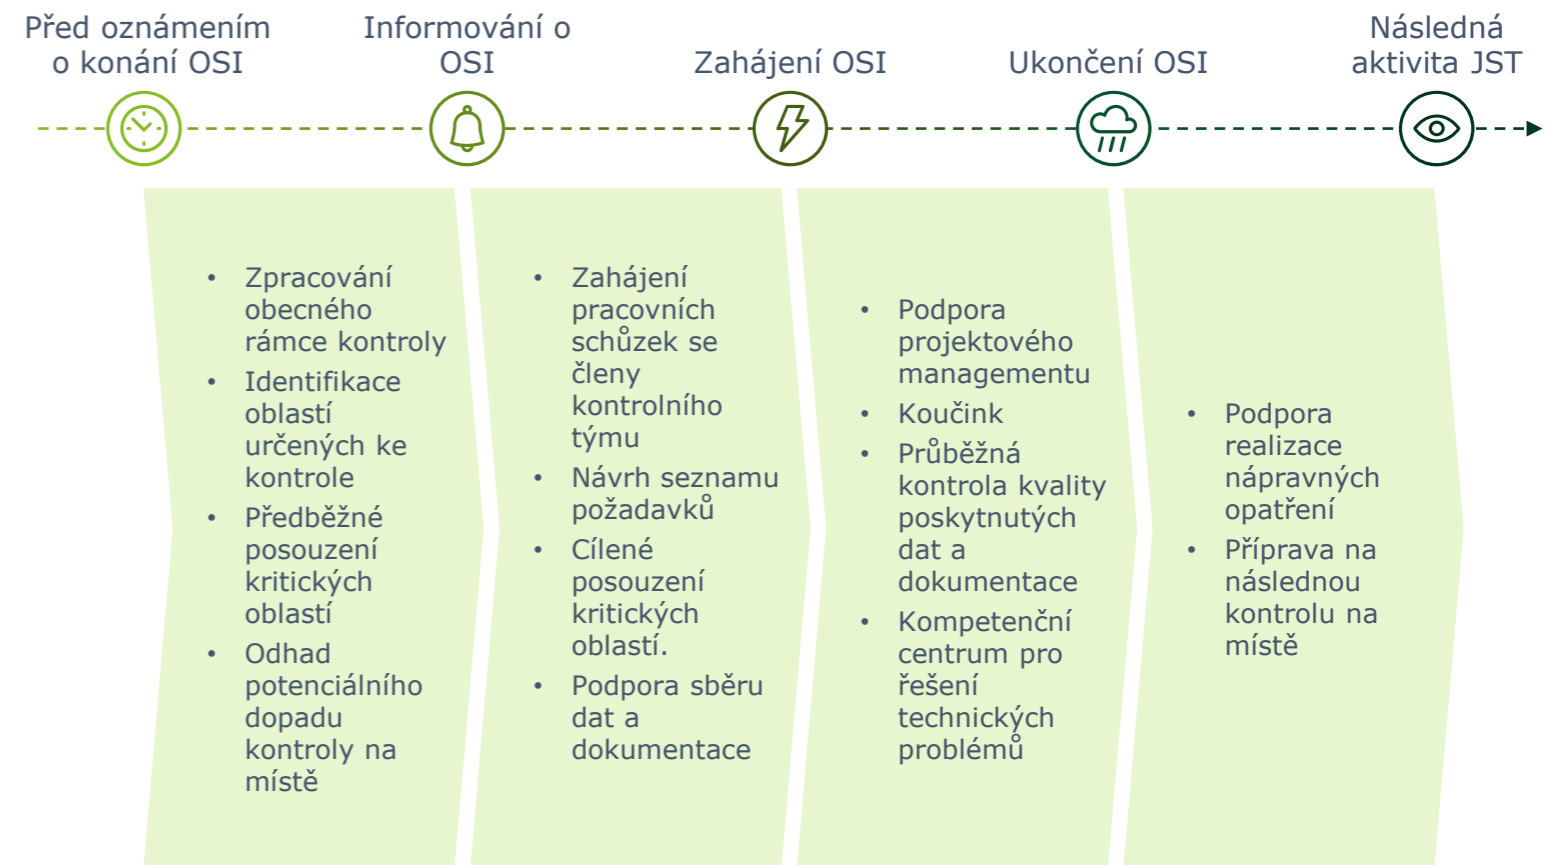 Před oznámením
o konání OSI
Informování o
OSI
Zahájení OSI
Ukončení OSI
Následná
aktivita JST
• Zpracování
obecného
rámce kontroly
• Identifikace
oblastí
určených ke
kontrole
• Předběžné
posouzení
kritických
oblastí
• Odhad
potenciálního
dopadu
kontroly na
místě
• Zahájení
pracovních
schůzek se
členy
kontrolního
týmu
• Návrh seznamu
požadavků
• Cílené
posouzení
kritických
oblastí.
• Podpora sběru
dat a
dokumentace
• Podpora
projektového
managementu
• Koučink
• Průběžná
kontrola kvality
poskytnutých
dat a
dokumentace
• Kompetenční
centrum pro
řešení
technických
problémů
• Podpora
realizace
nápravných
opatření
• Příprava na
následnou
kontrolu na
místě